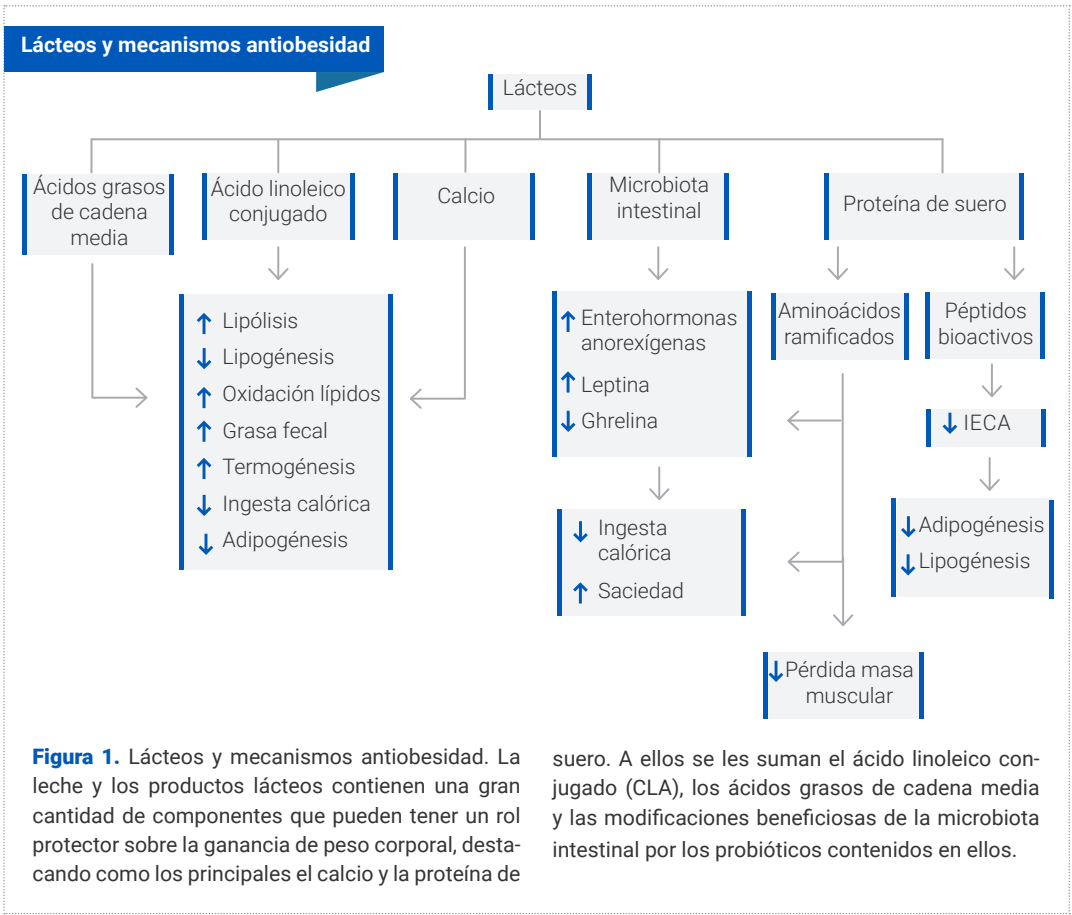 Lácteos y mecanismos antiobesidad
Lácteos
Ácidos grasos
de cadena
media
Ácido linoleico
conjugado
Calcio
Microbiota
intestinal
Proteína de suero
↑ Lipólisis
↓ Lipogénesis
↑ Oxidación lípidos
↑ Grasa fecal
↑ Termogénesis
↓ Ingesta calórica
↓ Adipogénesis
↑ Enterohormonas
anorexígenas
↑ Leptina
↓ Ghrelina
↓ Ingesta
calórica
↑ Saciedad
Aminoácidos
ramificados
Péptidos
bioactivos
↓ IECA
↓ Adipogénesis
↓ Lipogénesis
↓ Pérdida masa
muscular
Figura 1. Lácteos y mecanismos antiobesidad. La
leche y los productos lácteos contienen una gran
cantidad de componentes que pueden tener un rol
protector sobre la ganancia de peso corporal, desta-
cando como los principales el calcio y la proteína de
suero. A ellos se les suman el ácido linoleico con-
jugado (CLA), los ácidos grasos de cadena media
y las modificaciones beneficiosas de la microbiota
intestinal por los probióticos contenidos en ellos.